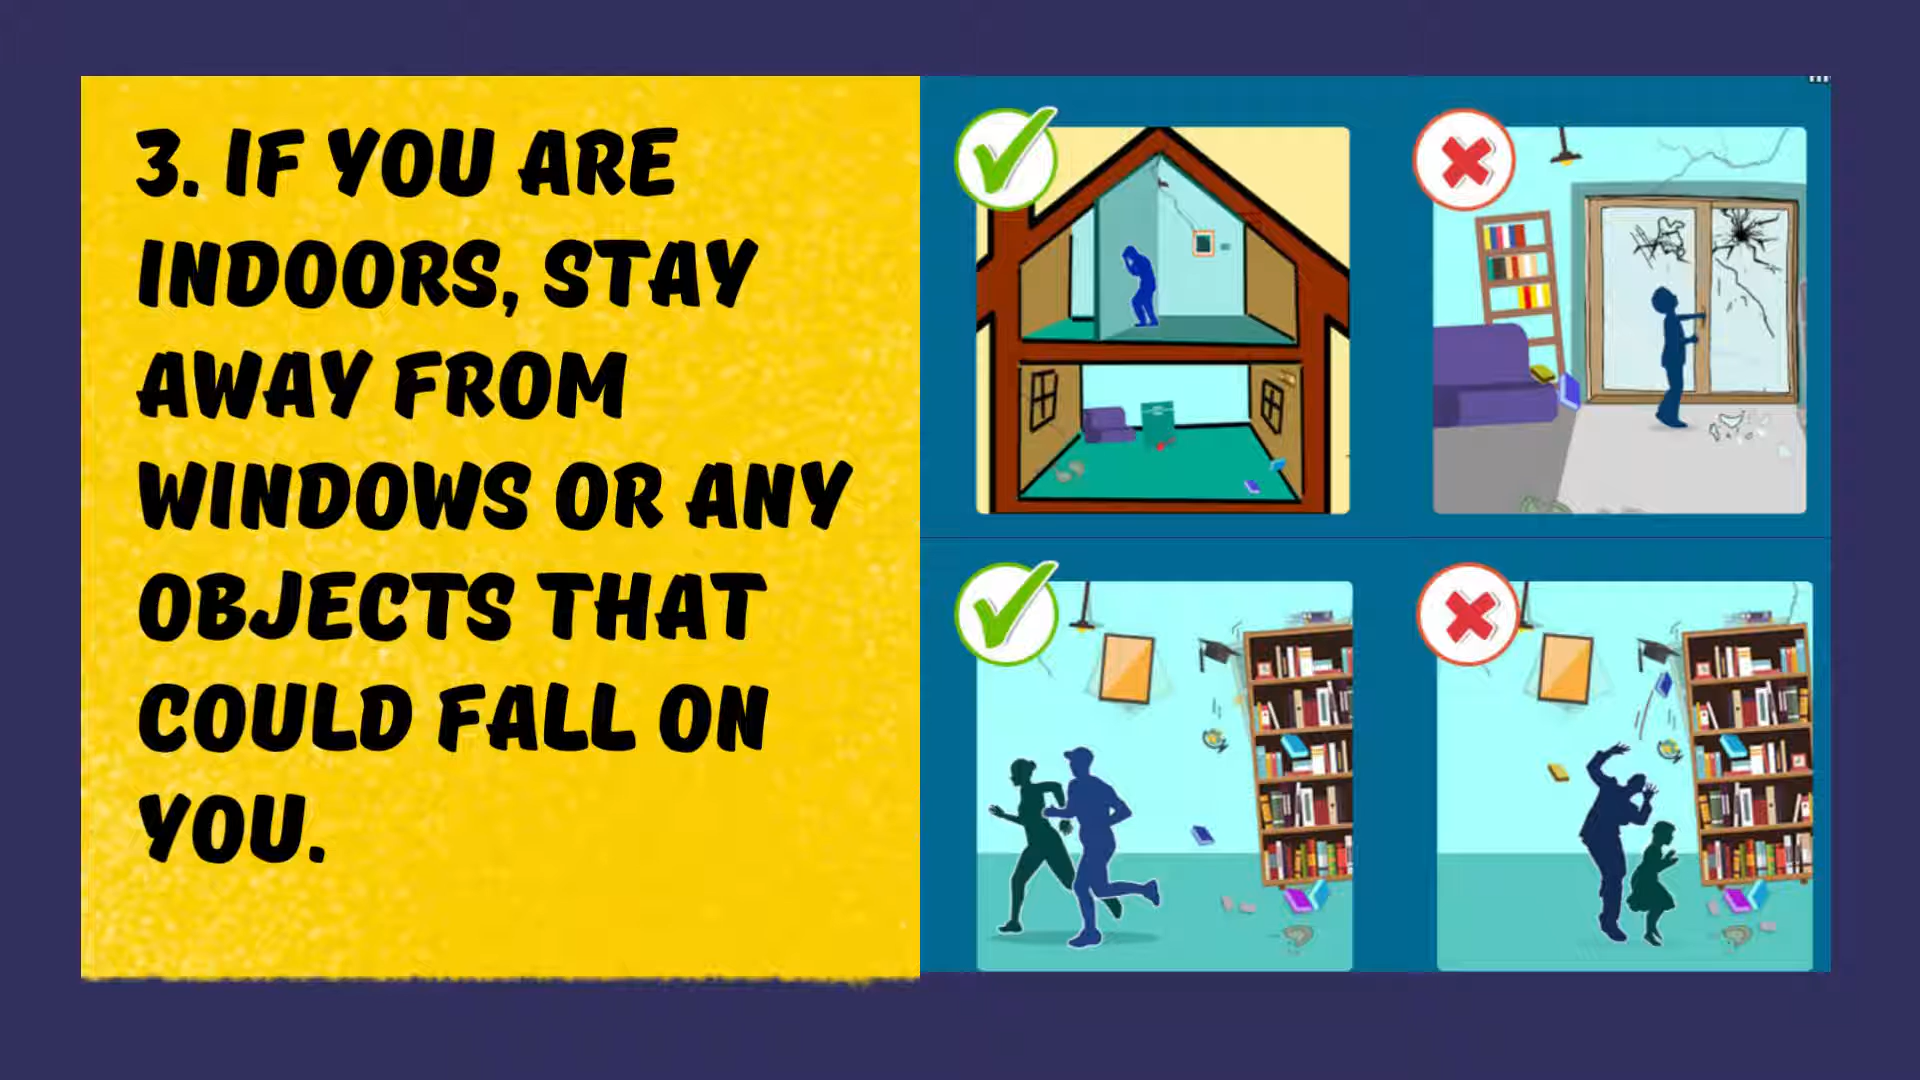 3. IF YOU ARE
INDOORS, STAY
AWAY FROM
WINDOWS OR ANY
OBJECTS THAT
COULD FALL ON
YOU.